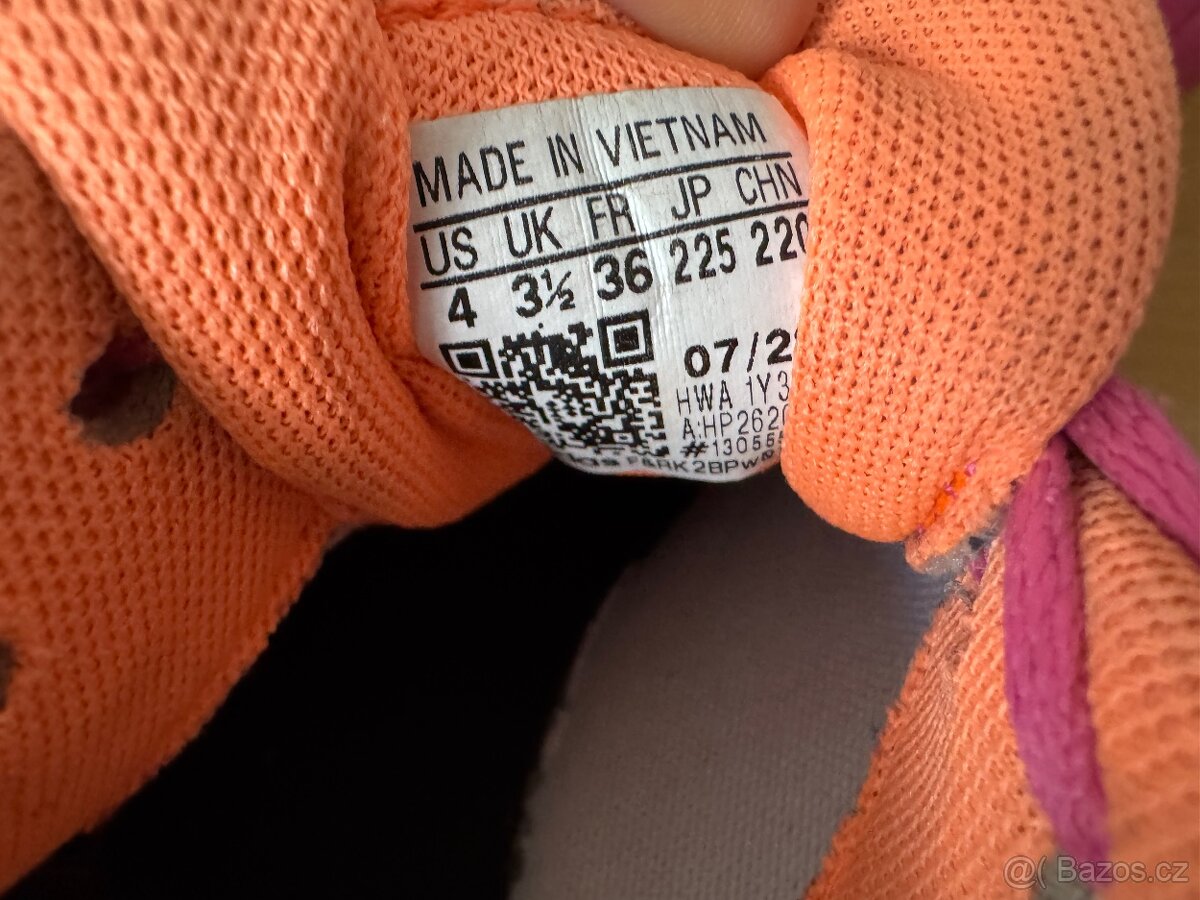 MADE IN VIETNAM
US UK FR JP CHN
4 3½ 36 225 220
07/2
HWA 1Y3
A:HP262
#13055
@( Bazos.cz